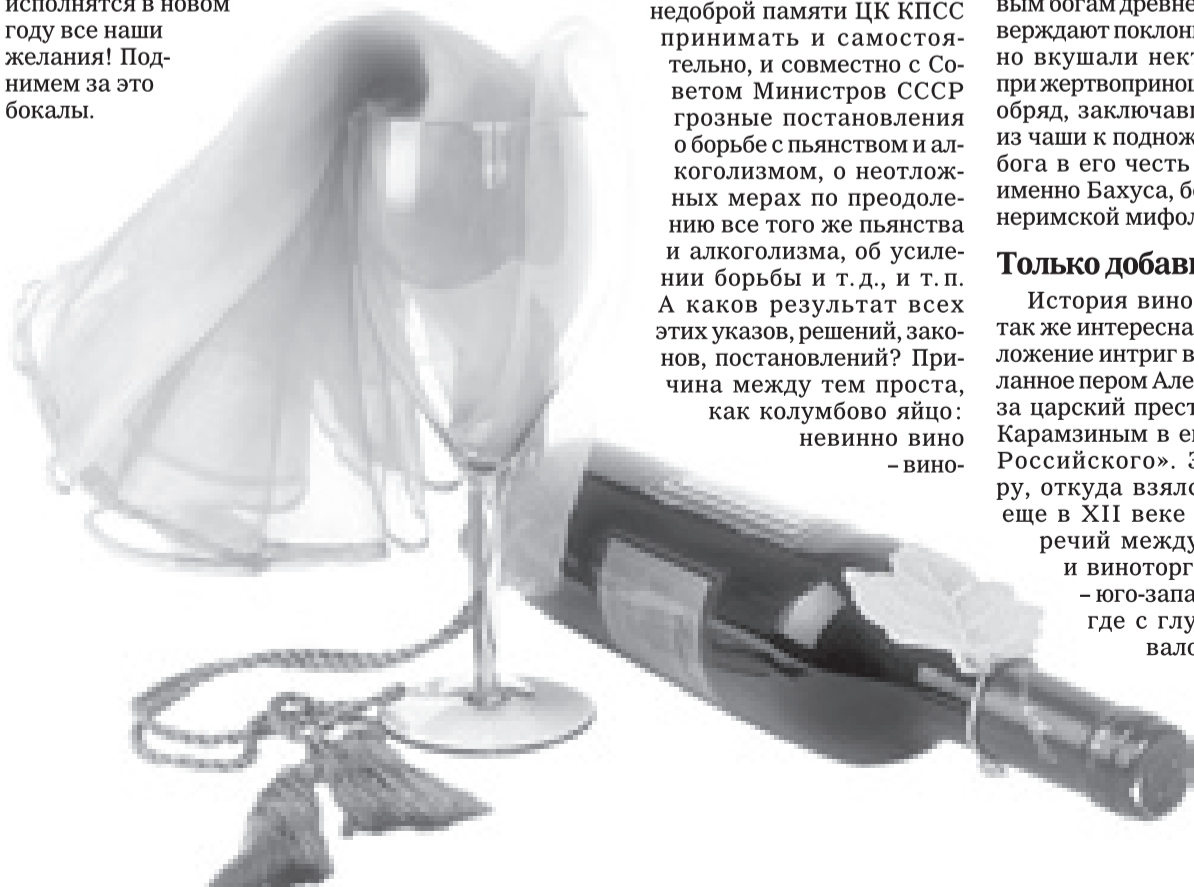 исполнятся в новом
году все наши
желания! Под-
нимем за это
бокалы.
недоброй памяти ЦК КПСС
принимать и самостоя-
тельно, и совместно с Со-
ветом Министров СССР
грозные постановления
о борьбе с пьянством и ал-
коголизмом, о неотлож-
ных мерах по преодоле-
нию все того же пьянства
и алкоголизма, об усиле-
нии борьбы и т. д., и т. п.
А каков результат всех
этих указов, решений, зако-
нов, постановлений? При-
чина между тем проста,
как колумбово яйцо:
невинно вино
– вино-
вым богам древне
верждают поклон
но вкушали нект
при жертвоприно
обряд, заключав
из чаши к поднож
бога в его честь
именно Бахуса, б
неримской мифол
Только добав
История вино
так же интересна
ложение интриг в
ланное пером Але
за царский прест
Карамзиным в е
Российского».
ру, откуда взялс
еще в XII веке
речий между
и виноторг
– юго-запа
где с глу
вало